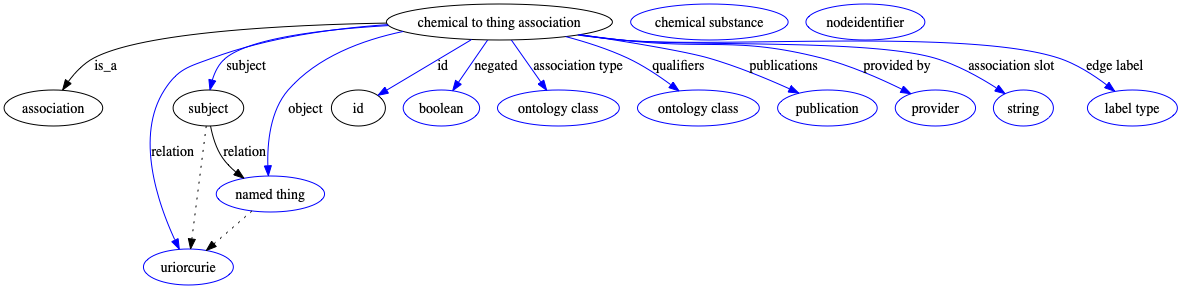 chemical to thing association
chemical substance
nodeidentifier
is_a
subject
id
negated
association type
qualifiers
publications
provided by
association slot
edge label
association
subject
object
id
boolean
ontology class
ontology class
publication
provider
string
label type
relation
relation
named thing
uriorcurie